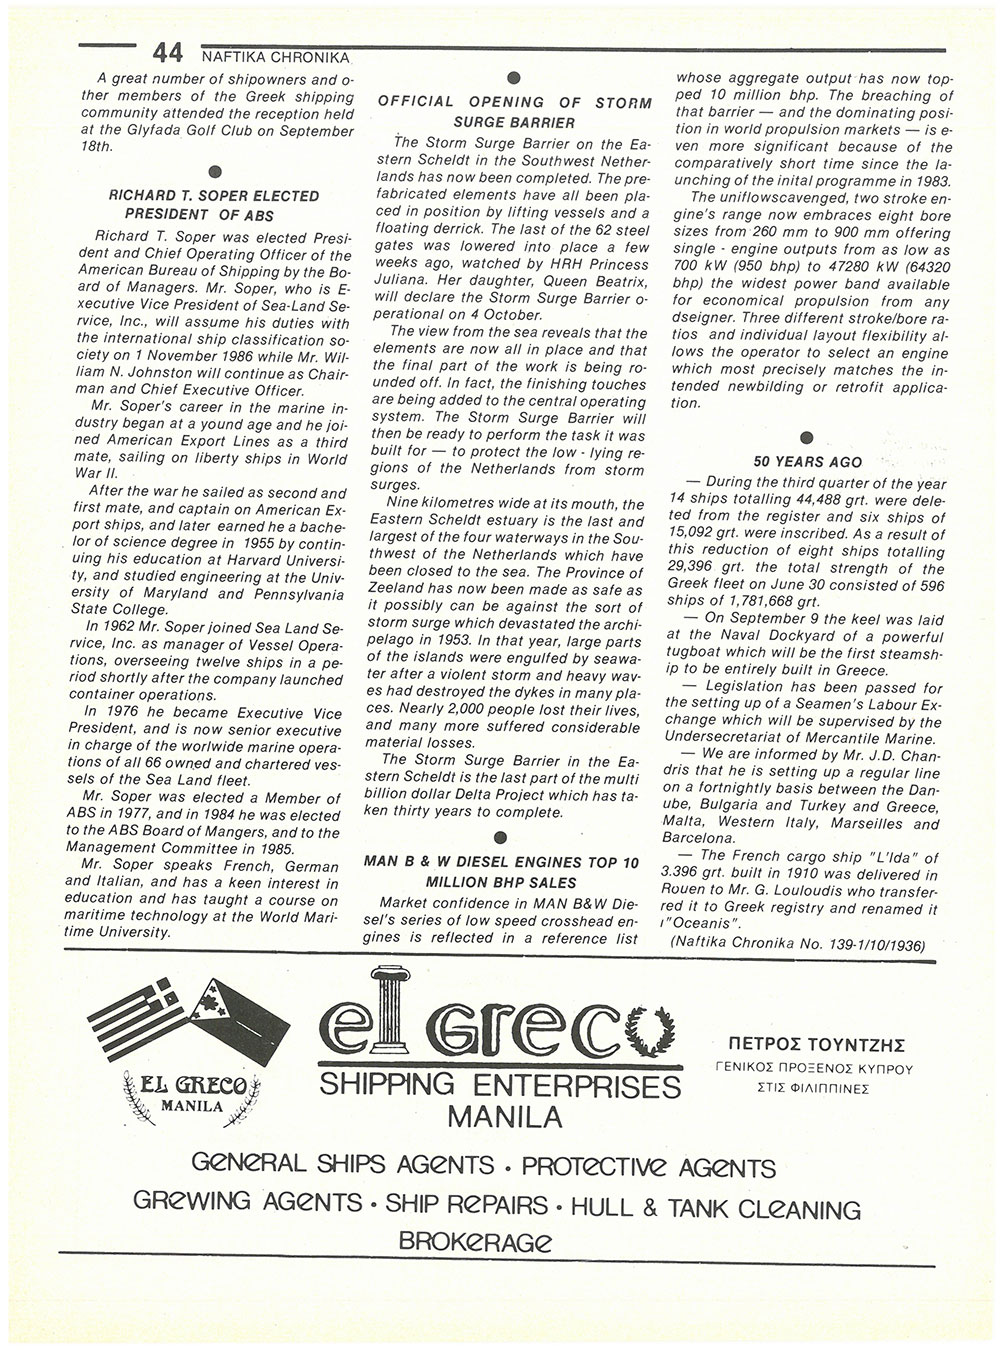 44 NAFTIKA CHRONIKA
A great number of shipowners and o-
ther members of the Greek shipping
community attended the reception held
at the Glyfada Golf Club on September
18th.
RICHARD T. SOPER ELECTED
PRESIDENT OF ABS
Richard T. Soper was elected Presi-
dent and Chief Operating Officer of the
American Bureau of Shipping by the Bo-
ard of Managers. Mr. Soper, who is E-
xecutive Vice President of Sea-Land Se-
rvice, Inc., will assume his duties with
the international ship classification so-
ciety on 1 November 1986 while Mr. Wil-
liam N. Johnston will continue as Chair-
man and Chief Executive Officer.
Mr. Soper's career in the marine in-
dustry began at a yound age and he joi-
ned American Export Lines as a third
mate, sailing on liberty ships in World
War II.
After the war he sailed as second and
first mate, and captain on American Ex-
port ships, and later earned he a bache-
lor of science degree in 1955 by contin-
uing his education at Harvard Universi-
ty, and studied engineering at the Univ-
ersity of Maryland and Pennsylvania
State College.
In 1962 Mr. Soper joined Sea Land Se-
rvice, Inc. as manager of Vessel Opera-
tions, overseeing twelve ships in a pe-
riod shortly after the company launched
container operations.
In 1976 he became Executive Vice
President, and is now senior executive
in charge of the worlwide marine opera-
tions of all 66 owned and chartered ves-
sels of the Sea Land fleet.
Mr. Soper was elected a Member of
ABS in 1977, and in 1984 he was elected
to the ABS Board of Mangers, and to the
Management Committee in 1985.
Mr. Soper speaks French, German
and Italian, and has a keen interest in
education and has taught a course on
maritime technology at the World Mari-
time University.
OFFICIAL OPENING OF STORM
SURGE BARRIER
The Storm Surge Barrier on the Ea-
stern Scheldt in the Southwest Nether-
lands has now been completed. The pre-
fabricated elements have all been pla-
ced in position by lifting vessels and a
floating derrick. The last of the 62 steel
gates was lowered into place a few
weeks ago, watched by HRH Princess
Juliana. Her daughter, Queen Beatrix,
will declare the Storm Surge Barrier o-
perational on 4 October.
The view from the sea reveals that the
elements are now all in place and that
the final part of the work is being ro-
unded off. In fact, the finishing touches
are being added to the central operating
system. The Storm Surge Barrier will
then be ready to perform the task it was
built for — to protect the low - lying re-
gions of the Netherlands from storm
surges.
Nine kilometres wide at its mouth, the
Eastern Scheldt estuary is the last and
largest of the four waterways in the Sou-
thwest of the Netherlands which have
been closed to the sea. The Province of
Zeeland has now been made as safe as
it possibly can be against the sort of
storm surge which devastated the archi-
pelago in 1953. In that year, large parts
of the islands were engulfed by seawa-
ter after a violent storm and heavy wav-
es had destroyed the dykes in many pla-
ces. Nearly 2,000 people lost their lives,
and many more suffered considerable
material losses.
The Storm Surge Barrier in the Ea-
stern Scheldt is the last part of the multi
billion dollar Delta Project which has ta-
ken thirty years to complete.
MAN B & W DIESEL ENGINES TOP 10
MILLION BHP SALES
Market confidence in MAN B&W Die-
sel's series of low speed crosshead en-
gines is reflected in a reference list
whose aggregate output has now top-
ped 10 million bhp. The breaching of
that barrier — and the dominating posi-
tion in world propulsion markets — is e-
ven more significant because of the
comparatively short time since the la-
unching of the inital programme in 1983.
The uniflowscavenged, two stroke en-
gine's range now embraces eight bore
sizes from 260 mm to 900 mm offering
single - engine outputs from as low as
700 kW (950 bhp) to 47280 kW (64320
bhp) the widest power band available
for economical propulsion from any
dseigner. Three different stroke/bore ra-
tios and individual layout flexibility al-
lows the operator to select an engine
which most precisely matches the in-
tended newbilding or retrofit applica-
tion.
50 YEARS AGO
— During the third quarter of the year
14 ships totalling 44,488 grt. were dele-
ted from the register and six ships of
15,092 grt. were inscribed. As a result of
this reduction of eight ships totalling
29,396 grt. the total strength of the
Greek fleet on June 30 consisted of 596
ships of 1,781,668 grt.
— On September 9 the keel was laid
at the Naval Dockyard of a powerful
tugboat which will be the first steamsh-
ip to be entirely built in Greece.
— Legislation has been passed for
the setting up of a Seamen's Labour Ex-
change which will be supervised by the
Undersecretariat of Mercantile Marine.
— We are informed by Mr. J.D. Chan-
dris that he is setting up a regular line
on a fortnightly basis between the Dan-
ube, Bulgaria and Turkey and Greece,
Malta, Western Italy, Marseilles and
Barcelona.
— The French cargo ship "L'Ida" of
3.396 grt. built in 1910 was delivered in
Rouen to Mr. G. Louloudis who transfer-
red it to Greek registry and renamed it
"Oceanis".
(Naftika Chronika No. 139-1/10/1936)
EL GRECO
MANILA
el Greco
SHIPPING ENTERPRISES
MANILA
ΠΕΤΡΟΣ ΤΟΥΝΤΖΗΣ
ΓΕΝΙΚΟΣ ΠΡΟΞΕΝΟΣ ΚΥΠΡΟΥ
ΣΤΙΣ ΦΙΛΙΠΠΙΝΕΣ
GENERAL SHIPS AGENTS • PROTECTIVE AGENTS
GREWING AGENTS • SHIP REPAIRS • HULL & TANK CLEANING
BROKERAGE